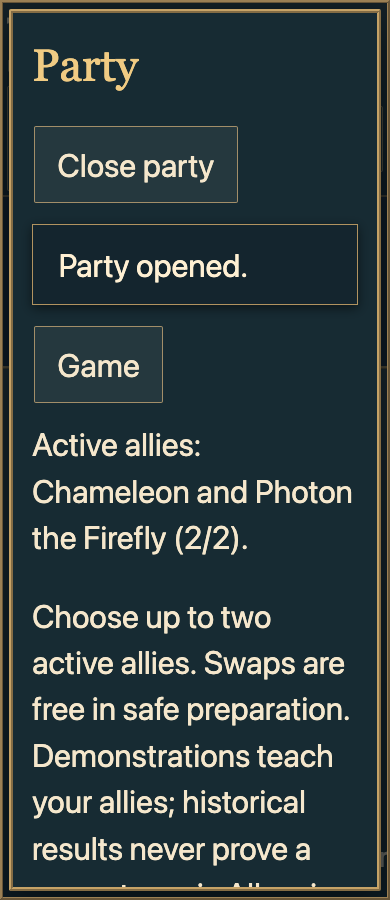 Party
Close party
Party opened.
Game
Active allies:
Chameleon and Photon
the Firefly (2/2).
Choose up to two
active allies. Swaps are
free in safe preparation.
Demonstrations teach
your allies; historical
results never prove a